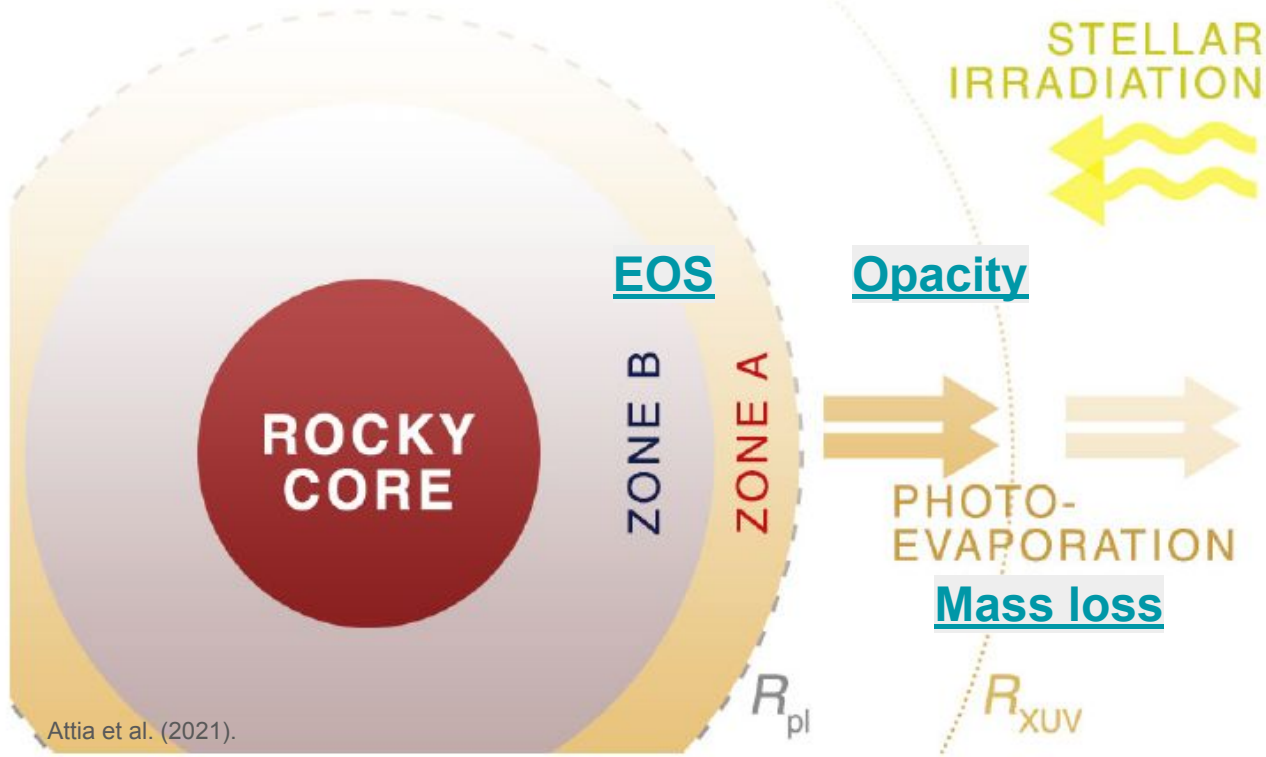 STELLAR
IRRADIATION
EOS
Opacity
ROCKY
CORE
ZONE B
ZONE A
PHOTO-
EVAPORATION
Mass loss
Rpl
RXUV
Attia et al. (2021).